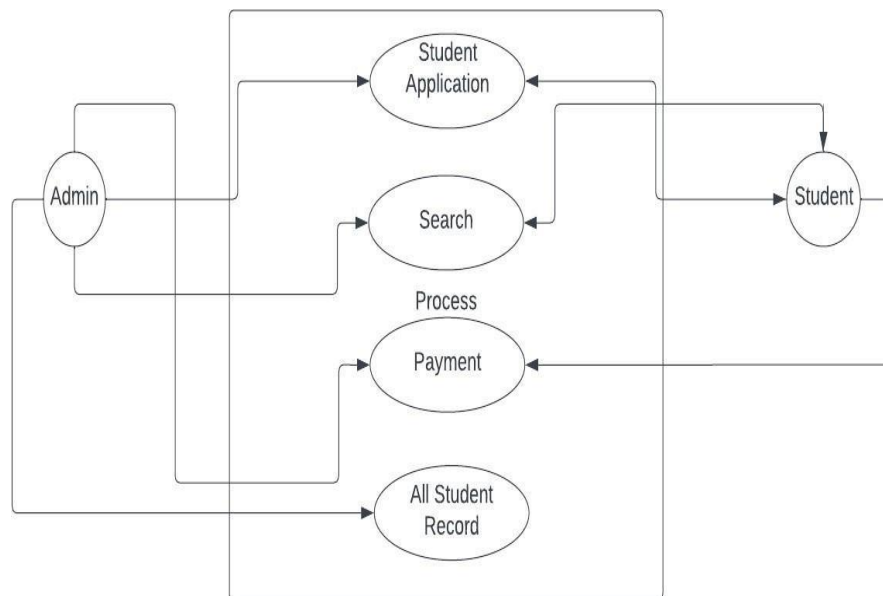 Student
Application
Admin
Student
Search
Process
Payment
All Student
Record